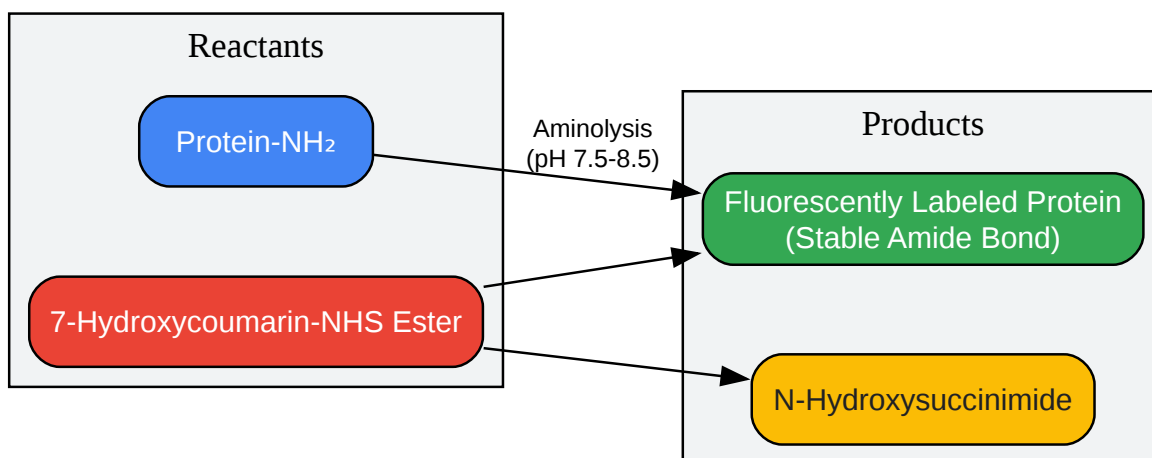 Reactants
Protein-NH₂
7-Hydroxycoumarin-NHS Ester
Aminolysis
(pH 7.5-8.5)
Products
Fluorescently Labeled Protein
(Stable Amide Bond)
N-Hydroxysuccinimide